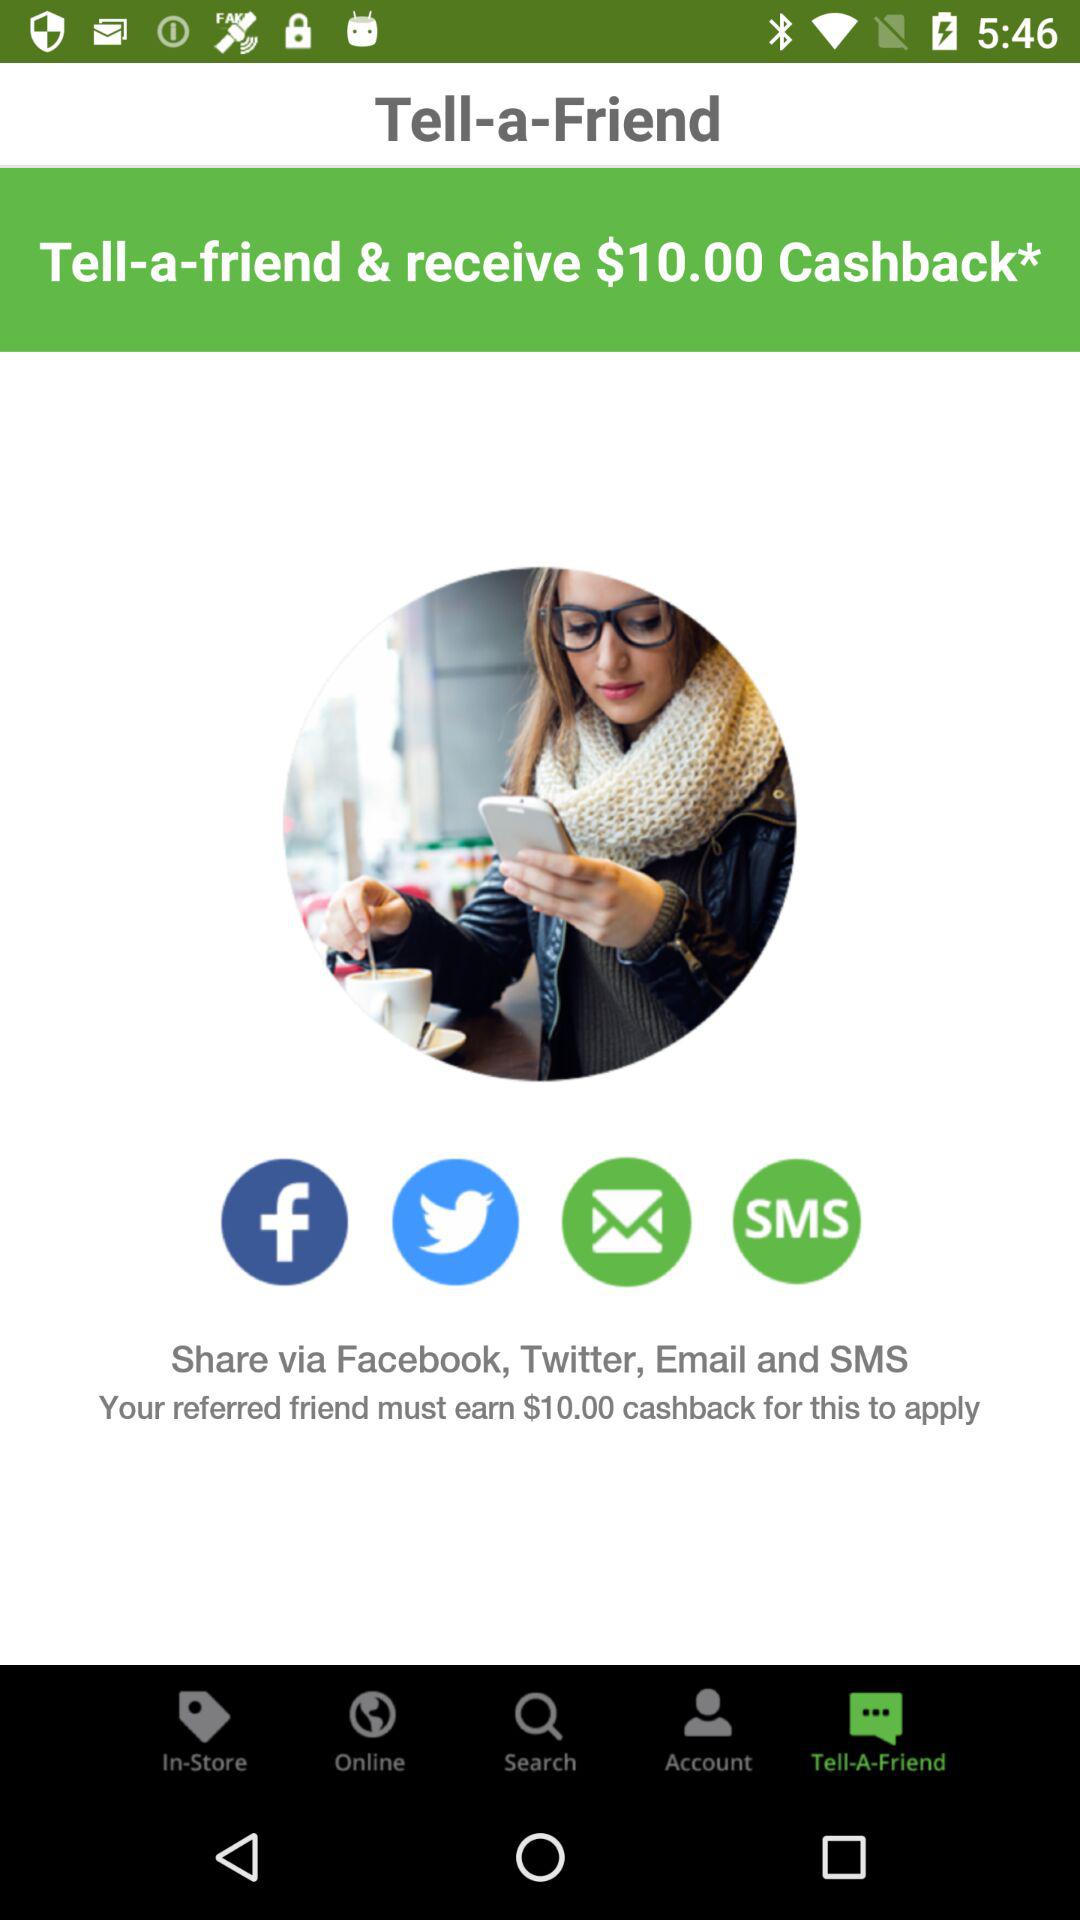 FAKE
5:46
Tell-a-Friend
Tell-a-friend & receive $10.00 Cashback*
SMS
Share via Facebook, Twitter, Email and SMS
Your referred friend must earn $10.00 cashback for this to apply
In-Store Online Search Account Tell-A-Friend